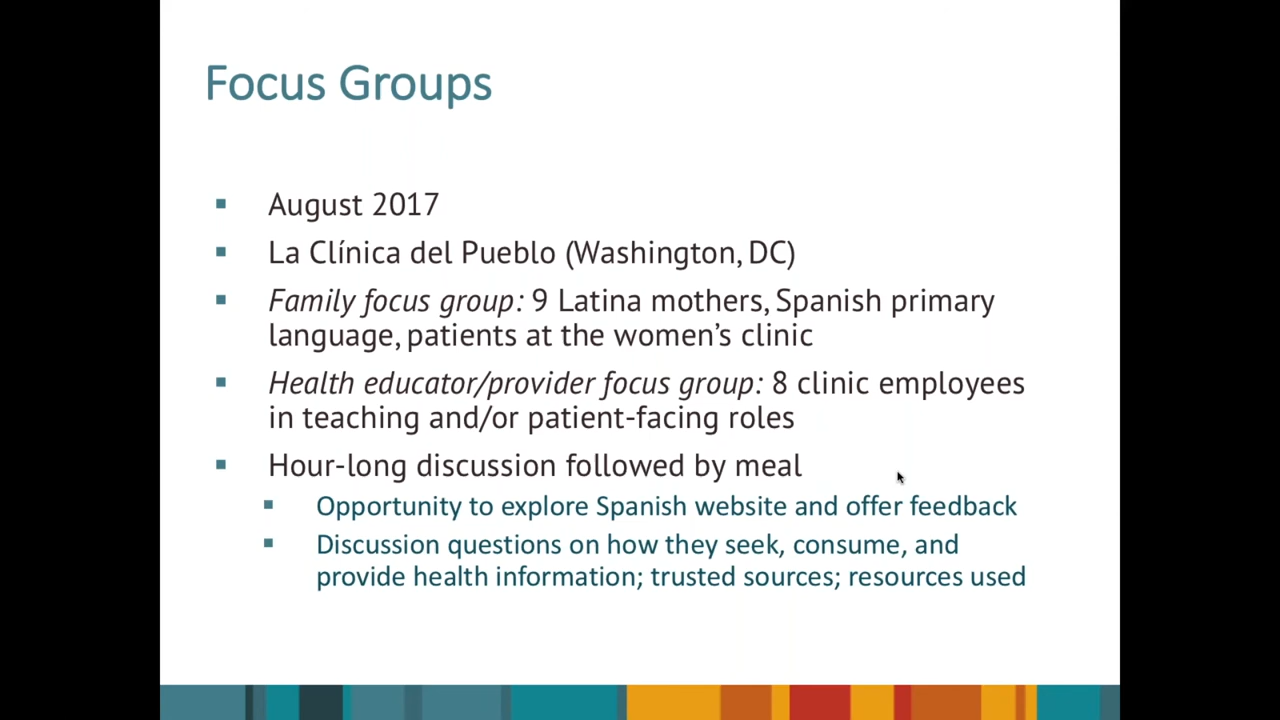 Focus Groups
August 2017
La Clínica del Pueblo (Washington, DC)
Family focus group: 9 Latina mothers, Spanish primary
language, patients at the women’s clinic
Health educator/provider focus group: 8 clinic employees
in teaching and/or patient-facing roles
Hour-long discussion followed by meal
Opportunity to explore Spanish website and offer feedback
Discussion questions on how they seek, consume, and
provide health information; trusted sources; resources used